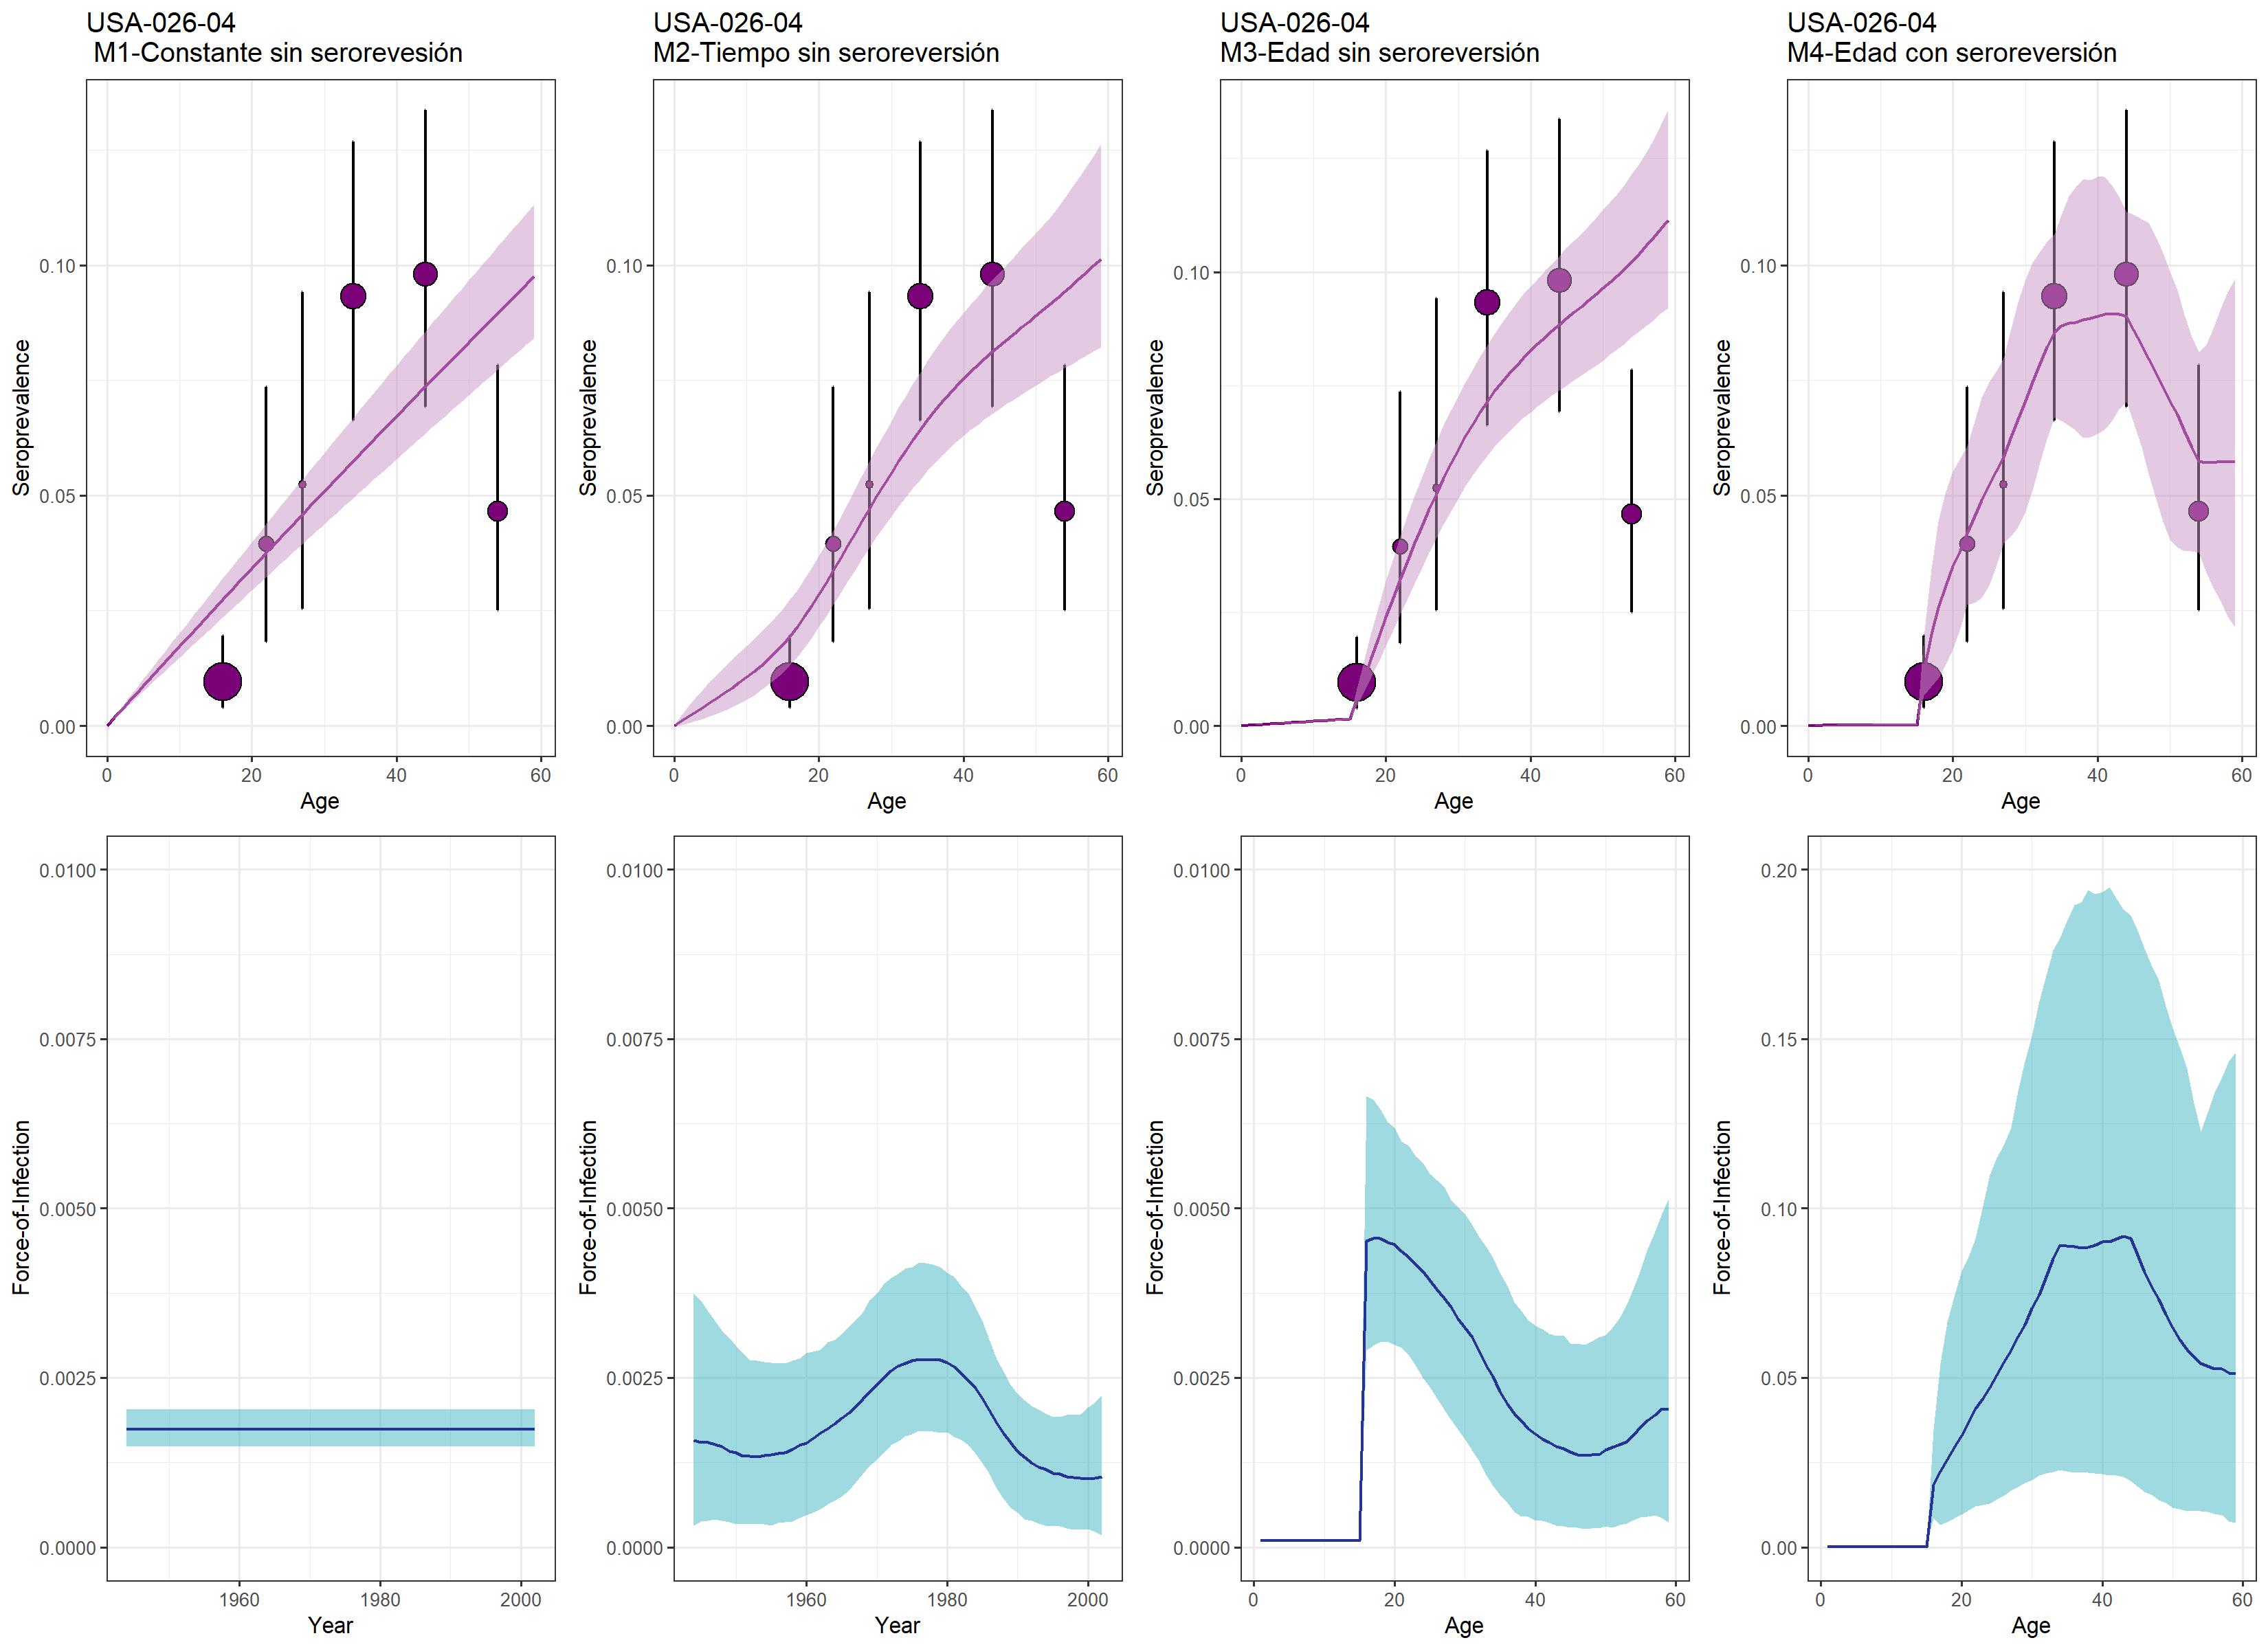 USA-026-04
M1-Constante sin serorevesión
Seroprevalence
0.10
0.05
0.00
0 20 40 60
Age
USA-026-04
M2-Tiempo sin seroreversión
Seroprevalence
0.10
0.05
0.00
0 20 40 60
Age
USA-026-04
M3-Edad sin seroreversión
Seroprevalence
0.10
0.05
0.00
0 20 40 60
Age
USA-026-04
M4-Edad con seroreversión
Seroprevalence
0.10
0.05
0.00
0 20 40 60
Age
Force-of-Infection
0.0100
0.0075
0.0050
0.0025
0.0000
1960 1980 2000
Year
Force-of-Infection
0.0100
0.0075
0.0050
0.0025
0.0000
1960 1980 2000
Year
Force-of-Infection
0.0100
0.0075
0.0050
0.0025
0.0000
0 20 40 60
Age
Force-of-Infection
0.20
0.15
0.10
0.05
0.00
0 20 40 60
Age